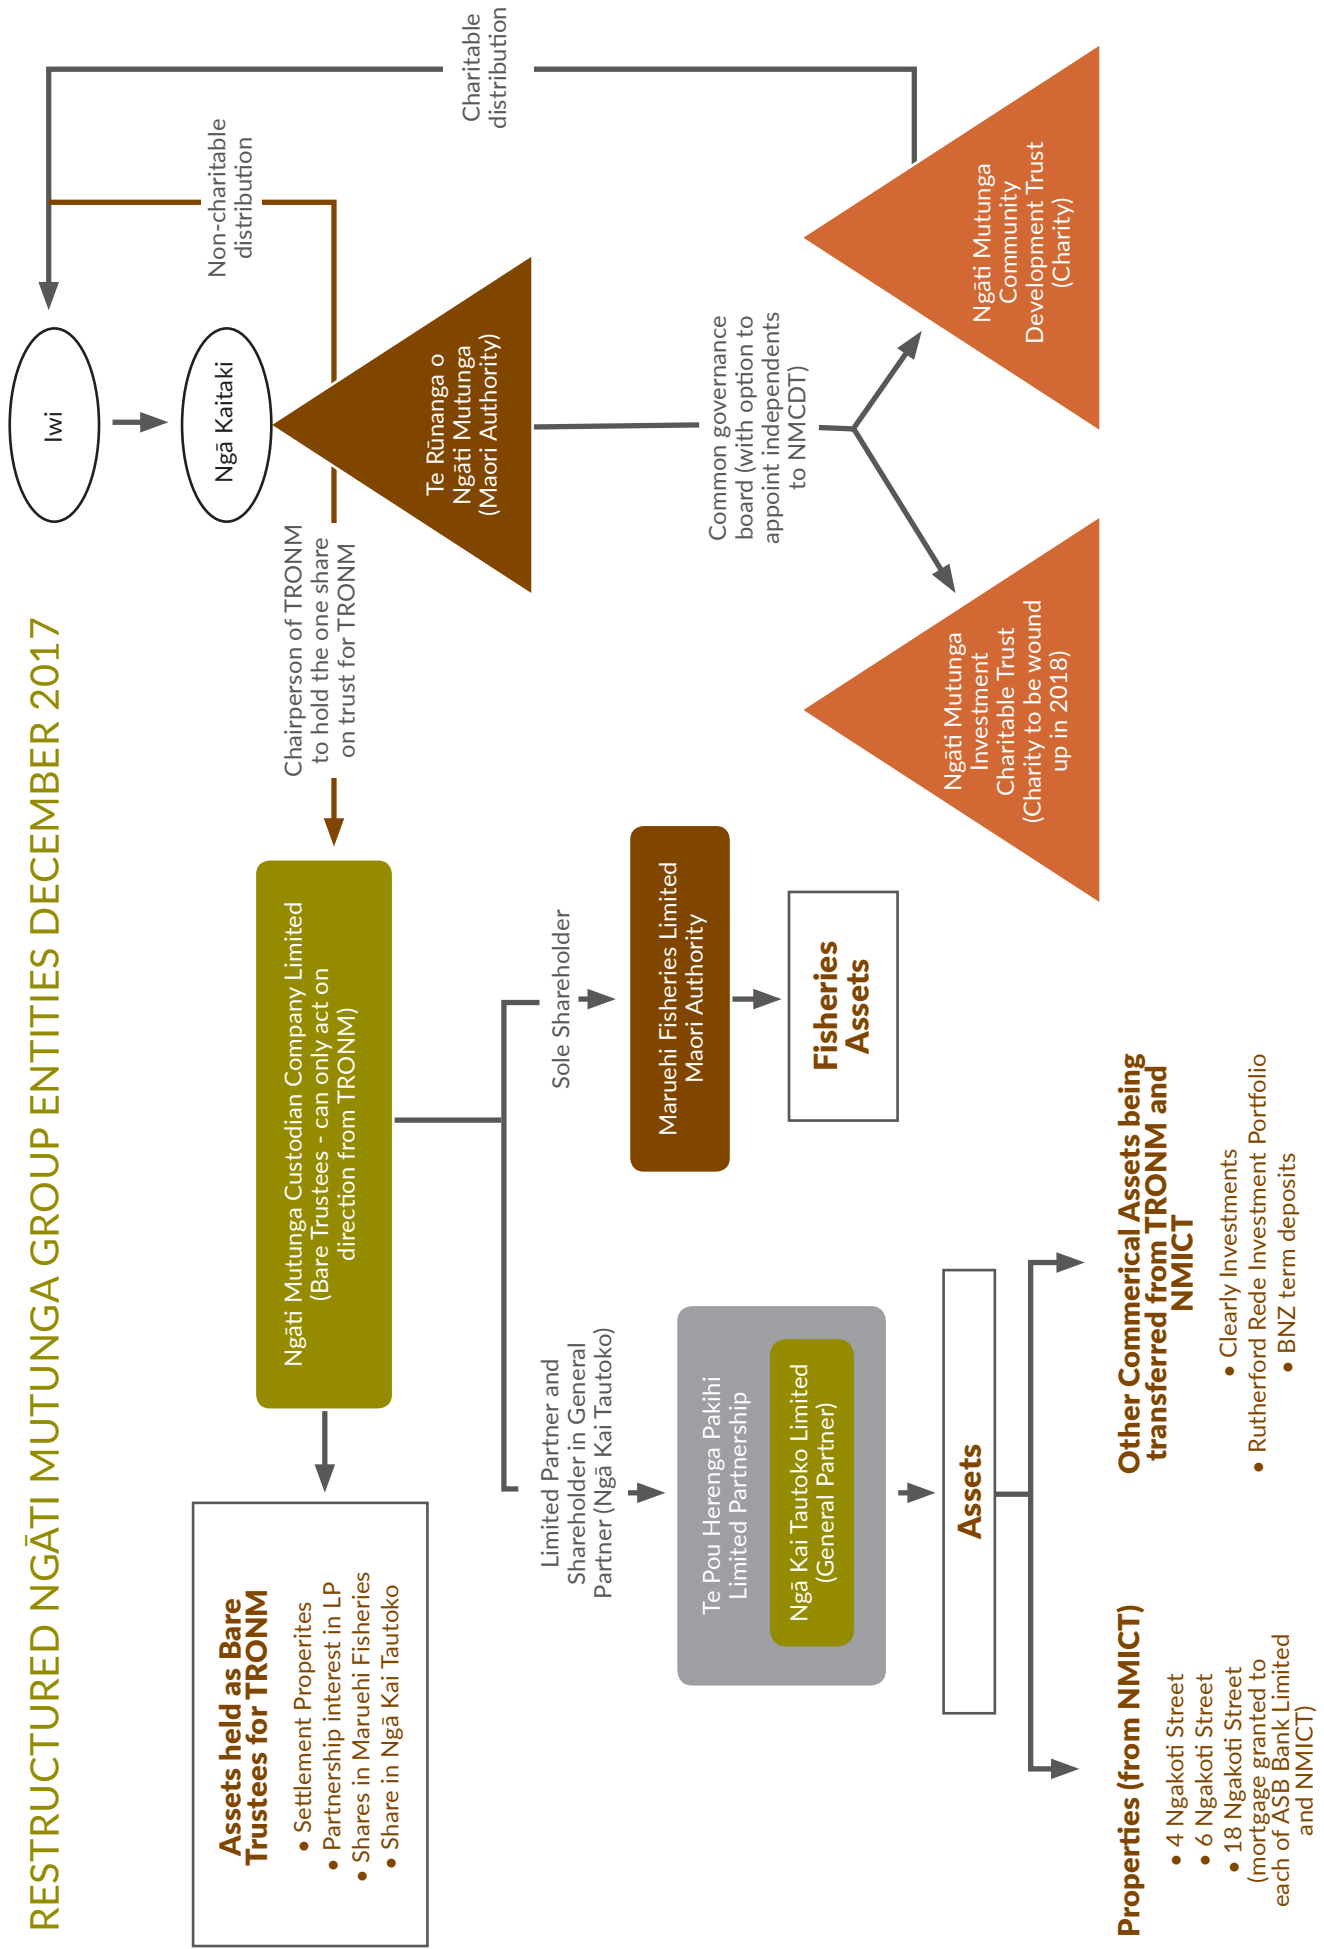 RESTRUCTURED NGĀTI MUTUNGA GROUP ENTITIES DECEMBER 2017
Iwi
Ngā Kaitaki
Non-charitable
distribution
Charitable
distribution
Te Rūnanga o
Ngāti Mutunga
(Maori Authority)
Chairperson of TRONM
to hold the one share
on trust for TRONM
Common governance
board (with option to
appoint independents
to NMCDT)
Ngāti Mutunga
Investment
Charitable Trust
(Charity to be wound
up in 2018)
Ngāti Mutunga
Community
Development Trust
(Charity)
Ngāti Mutunga Custodian Company Limited
(Bare Trustees - can only act on
direction from TRONM)
Assets held as Bare
Trustees for TRONM
• Settlement Properites
• Partnership interest in LP
• Shares in Maruehi Fisheries
• Share in Ngā Kai Tautoko
Limited Partner and
Shareholder in General
Partner (Ngā Kai Tautoko)
Sole Shareholder
Te Pou Herenga Pakihi
Limited Partnership
Ngā Kai Tautoko Limited
(General Partner)
Maruehi Fisheries Limited
Maori Authority
Fisheries
Assets
Assets
Properties (from NMICT)
• 4 Ngakoti Street
• 6 Ngakoti Street
• 18 Ngakoti Street
(mortgage granted to
each of ASB Bank Limited
and NMICT)
Other Commerical Assets being
transferred from TRONM and
NMICT
• Clearly Investments
• Rutherford Rede Investment Portfolio
• BNZ term deposits